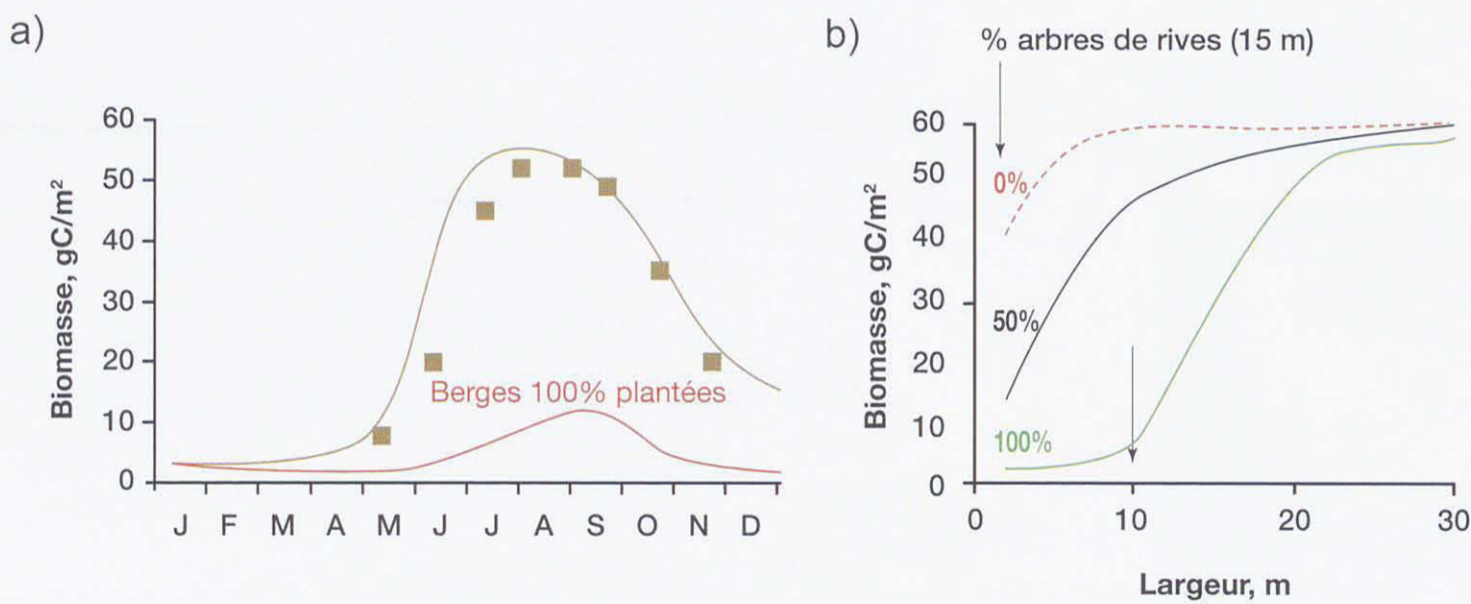 a)
60
50
40
30
20
10
0
Biomasse, gC/m²
Berges 100% plantées
J F M A M J J A S O N D
b)
% arbres de rives (15 m)
60
50
40
30
20
10
0
Biomasse, gC/m²
0%
50%
100%
0 10 20 30
Largeur, m